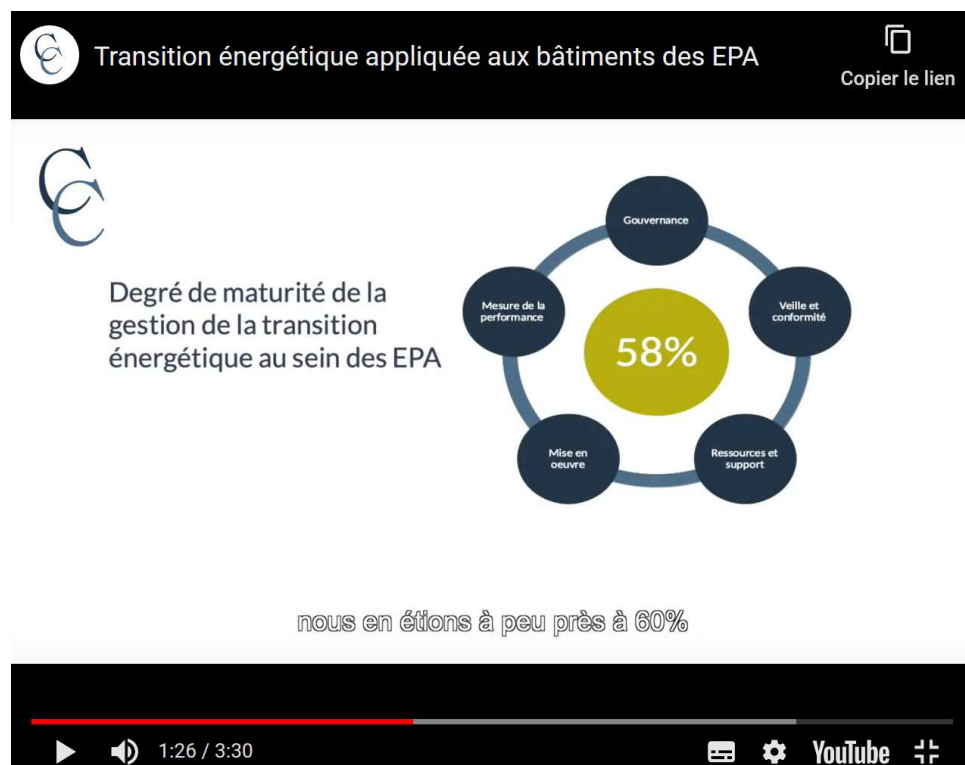 Transition énergétique appliquée aux bâtiments des EPA
Copier le lien
CC
CC
Degré de maturité de la
gestion de la transition
énergétique au sein des EPA
Gouvernance
Mesure de la
performance
Veille et
conformité
58%
Mise en
oeuvre
Ressources et
support
nous en étions à peu près à 60%
1:26 / 3:30
YouTube